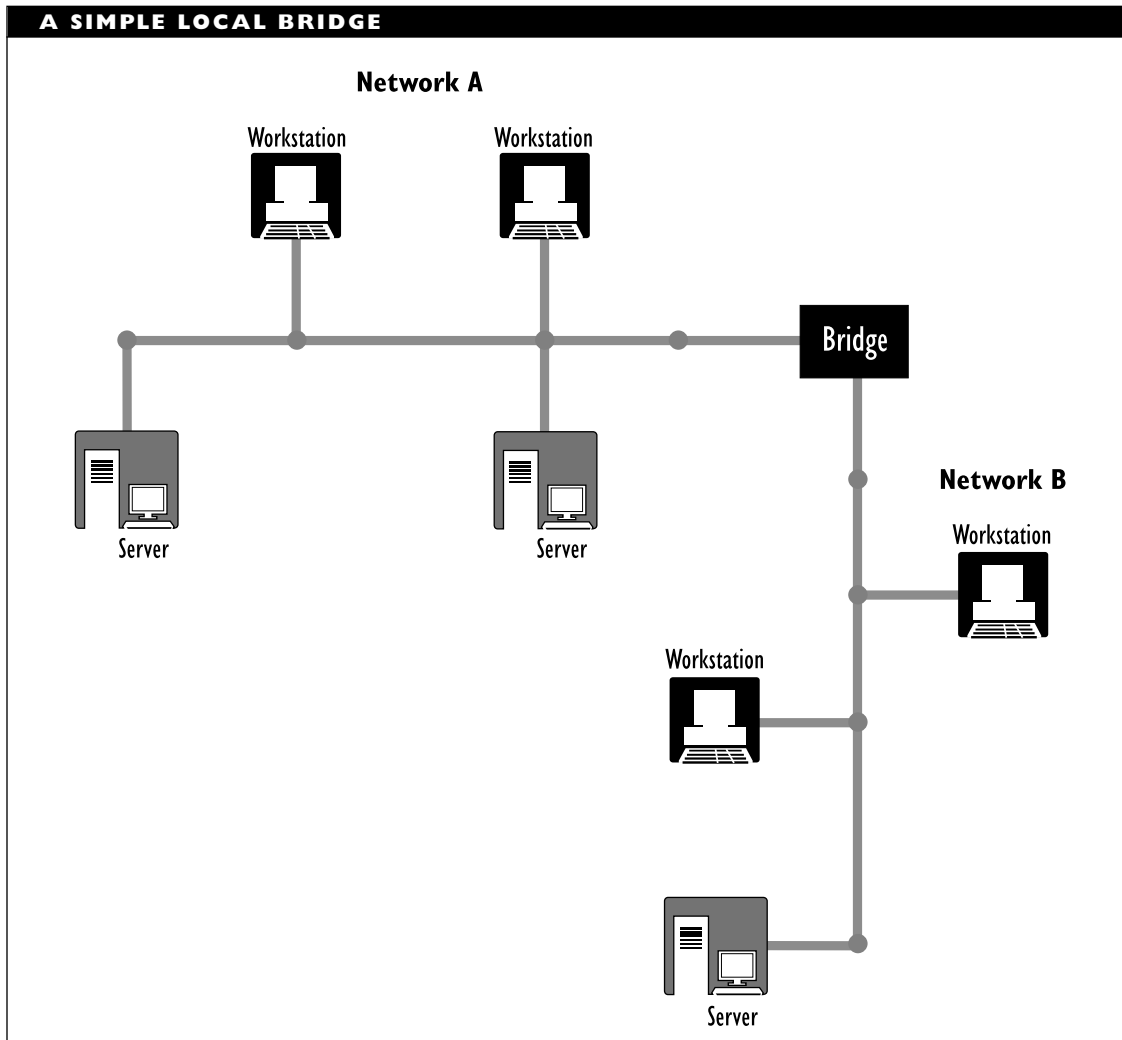 A SIMPLE LOCAL BRIDGE
Network A
Workstation
Workstation
Bridge
Server
Server
Network B
Workstation
Workstation
Server